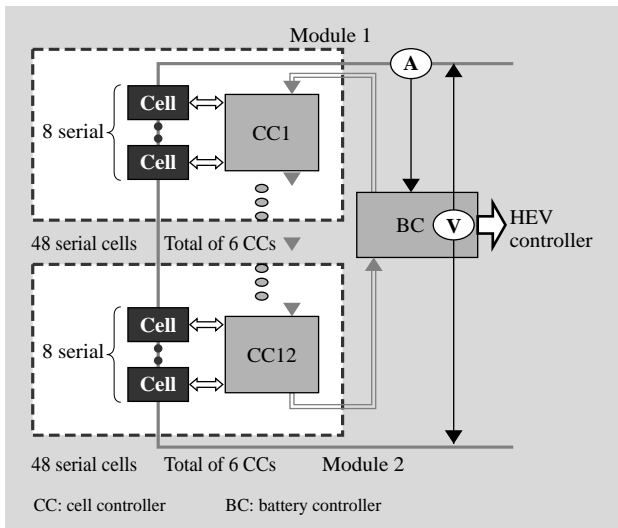 Module 1
A
Cell
8 serial
CC1
Cell
BC
V
HEV
controller
48 serial cells Total of 6 CCs
Cell
8 serial
CC12
Cell
48 serial cells Total of 6 CCs Module 2
CC: cell controller BC: battery controller